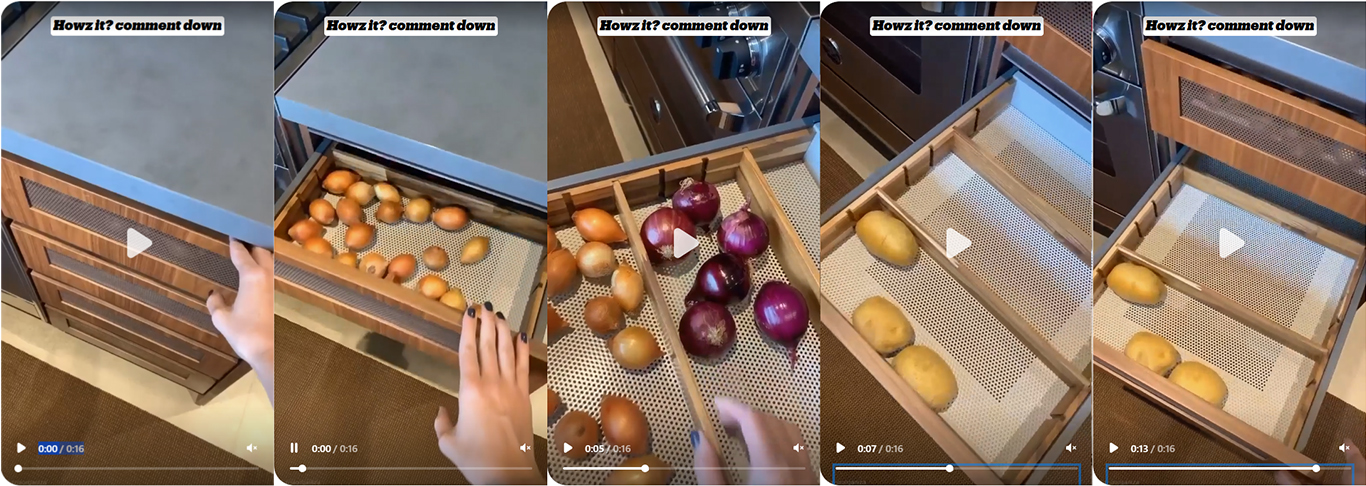 Howz it? comment down
0:00 / 0:16
Howz it? comment down
0:00 / 0:16
Howz it? comment down
0:05 / 0:16
Howz it? comment down
0:07 / 0:16
Howz it? comment down
0:13 / 0:16